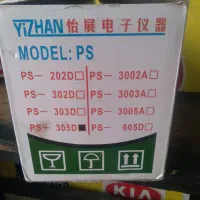 YiZHAN 怡展电子仪器
MODEL: PS
PS-202D□ PS-3002A□
PS-302D□ PS-3003A□
PS-303D□ PS-3005A□
PS-305D■ PS-605D□
KIA